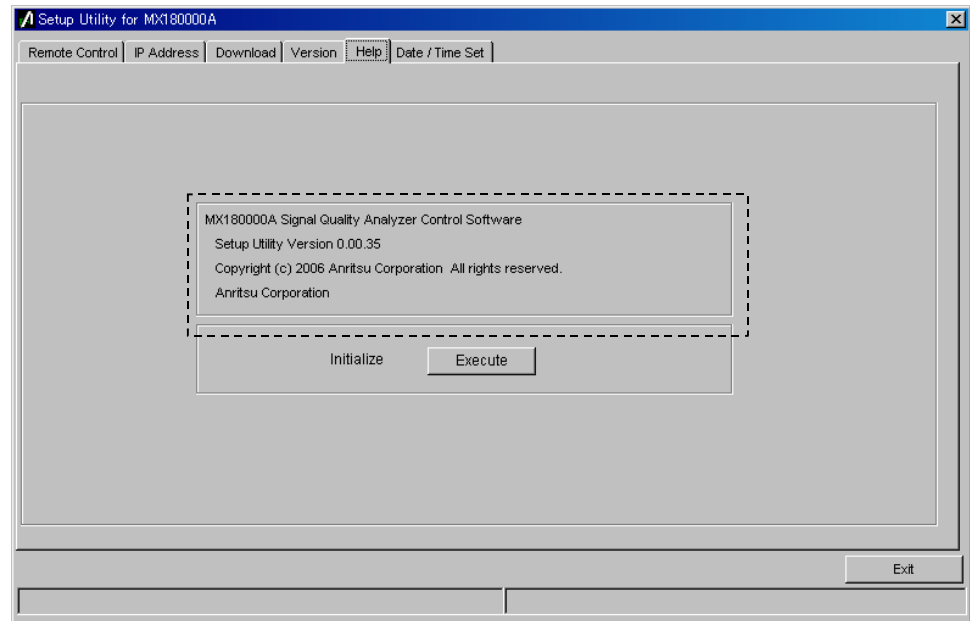 Setup Utility for MX180000A
Remote Control IP Address Download Version Help Date / Time Set
MX180000A Signal Quality Analyzer Control Software
Setup Utility Version 0.00.35
Copyright (c) 2006 Anritsu Corporation All rights reserved.
Anritsu Corporation
Initialize Execute
Exit